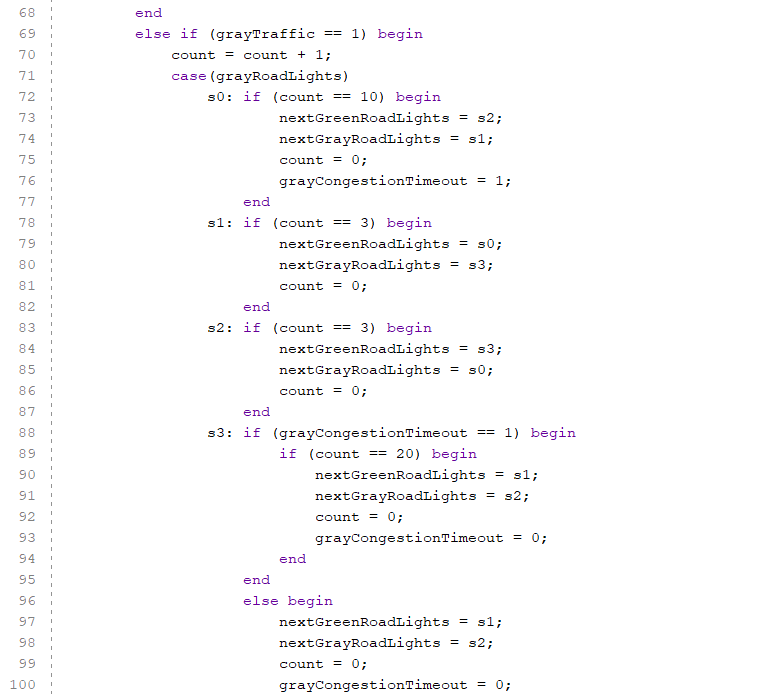 68 end
69 else if (grayTraffic == 1) begin
70 count = count + 1;
71 case(grayRoadLights)
72 s0: if (count == 10) begin
73 nextGreenRoadLights = s2;
74 nextGrayRoadLights = s1;
75 count = 0;
76 grayCongestionTimeout = 1;
77 end
78 s1: if (count == 3) begin
79 nextGreenRoadLights = s0;
80 nextGrayRoadLights = s3;
81 count = 0;
82 end
83 s2: if (count == 3) begin
84 nextGreenRoadLights = s3;
85 nextGrayRoadLights = s0;
86 count = 0;
87 end
88 s3: if (grayCongestionTimeout == 1) begin
89 if (count == 20) begin
90 nextGreenRoadLights = s1;
91 nextGrayRoadLights = s2;
92 count = 0;
93 grayCongestionTimeout = 0;
94 end
95 end
96 else begin
97 nextGreenRoadLights = s1;
98 nextGrayRoadLights = s2;
99 count = 0;
100 grayCongestionTimeout = 0;